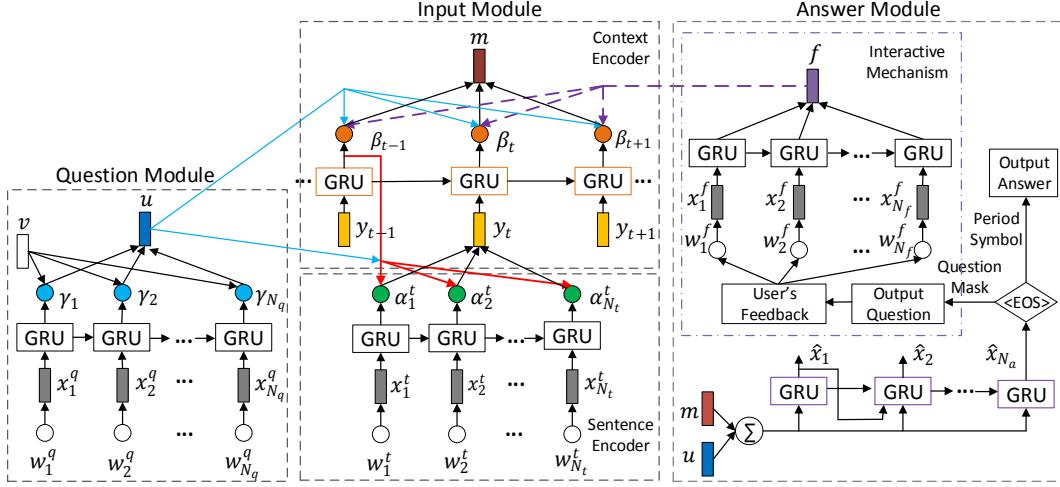 Question Module
u
v
γ_1 γ_2 γ_{N_q}
GRU GRU ... GRU
x_1^q x_2^q ... x_{N_q}^q
...
w_1^q w_2^q ... w_{N_q}^q
Input Module
Context
Encoder
m
β_{t-1} β_t β_{t+1}
... GRU GRU GRU ...
y_{t-1} y_t y_{t+1}
α_1^t α_2^t α_{N_t}^t
GRU GRU ... GRU
x_1^t x_2^t ... x_{N_t}^t
...
Sentence
Encoder
w_1^t w_2^t ... w_{N_t}^t
Answer Module
Interactive
Mechanism
f
GRU GRU ... GRU
x_1^f x_2^f ... x_{N_f}^f
w_1^f w_2^f ... w_{N_f}^f
User's
Feedback
Output
Question
Output
Answer
Period
Symbol
Question
Mask
<EOS>
x̂_1 x̂_2 x̂_{N_a}
GRU GRU ... GRU
m
Σ
u